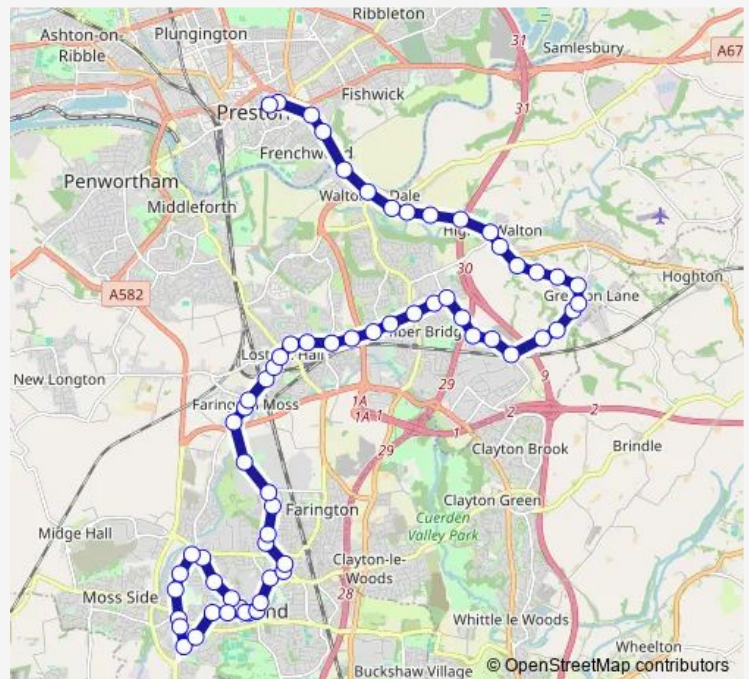 Ribbleton
Ashton-on-
Ribble
Plungington
31
Samlesbury
A67
Fishwick
31
Preston
Frenchwood
Penwortham
Middleforth
Walton
Dale
Walton
30
Hoghton
A582
Lane
New Longton
Lostock Hall
9
29
1A
1A
1
2
2
Farington Moss
29
1
Clayton Brook
Brindle
Clayton Green
Farington
Cuerden
Valley Park
Midge Hall
Clayton-le-
Woods
Moss Side
28
Whittle le Woods
Wheelton
Buckshaw Village
© OpenStreetMap contributors